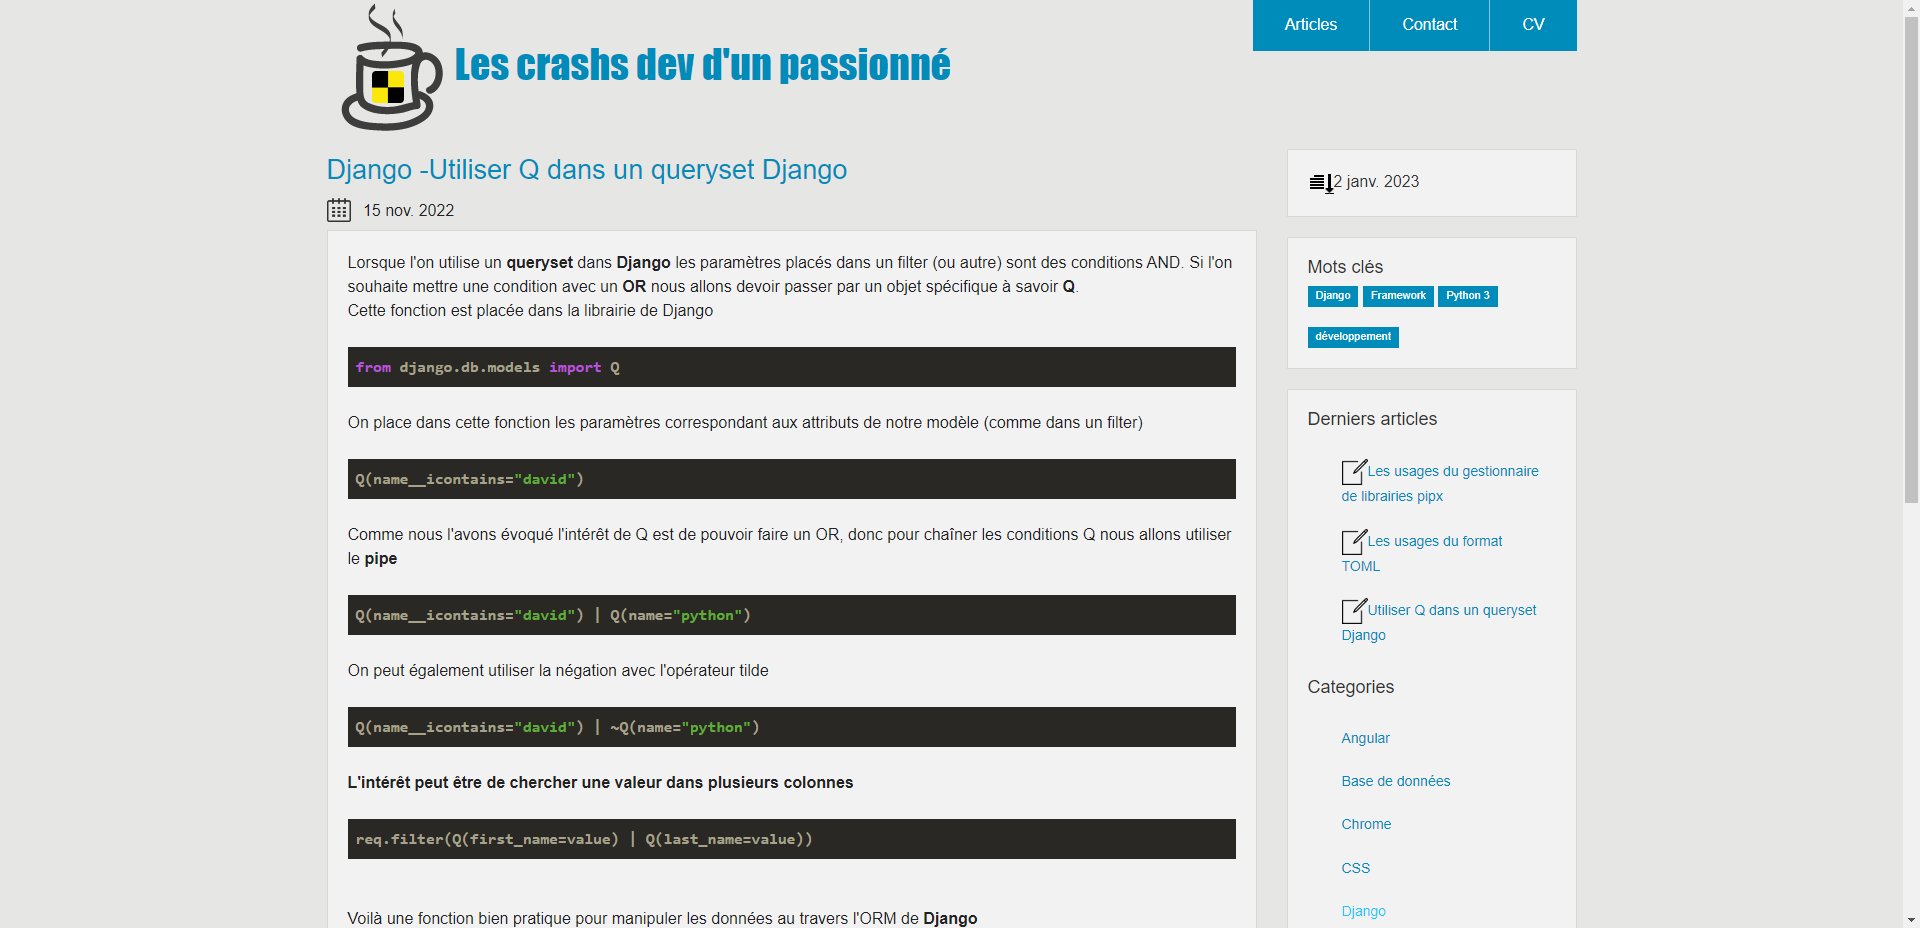 Les crashs dev d'un passionné
Articles
Contact
CV
Django -Utiliser Q dans un queryset Django
15 nov. 2022
Lorsque l'on utilise un queryset dans Django les paramètres placés dans un filter (ou autre) sont des conditions AND. Si l'on
souhaite mettre une condition avec un OR nous allons devoir passer par un objet spécifique à savoir Q.
Cette fonction est placée dans la librairie de Django
from django.db.models import Q
On place dans cette fonction les paramètres correspondant aux attributs de notre modèle (comme dans un filter)
Q(name__icontains="david")
Comme nous l'avons évoqué l'intérêt de Q est de pouvoir faire un OR, donc pour chaîner les conditions Q nous allons utiliser
le pipe
Q(name__icontains="david") | Q(name="python")
On peut également utiliser la négation avec l'opérateur tilde
Q(name__icontains="david") | ~Q(name="python")
L'intérêt peut être de chercher une valeur dans plusieurs colonnes
req.filter(Q(first_name=value) | Q(last_name=value))
Voilà une fonction bien pratique pour manipuler les données au travers l'ORM de Django
2 janv. 2023
Mots clés
Django
Framework
Python 3
développement
Derniers articles
Les usages du gestionnaire
de librairies pipx
Les usages du format
TOML
Utiliser Q dans un queryset
Django
Categories
Angular
Base de données
Chrome
CSS
Django